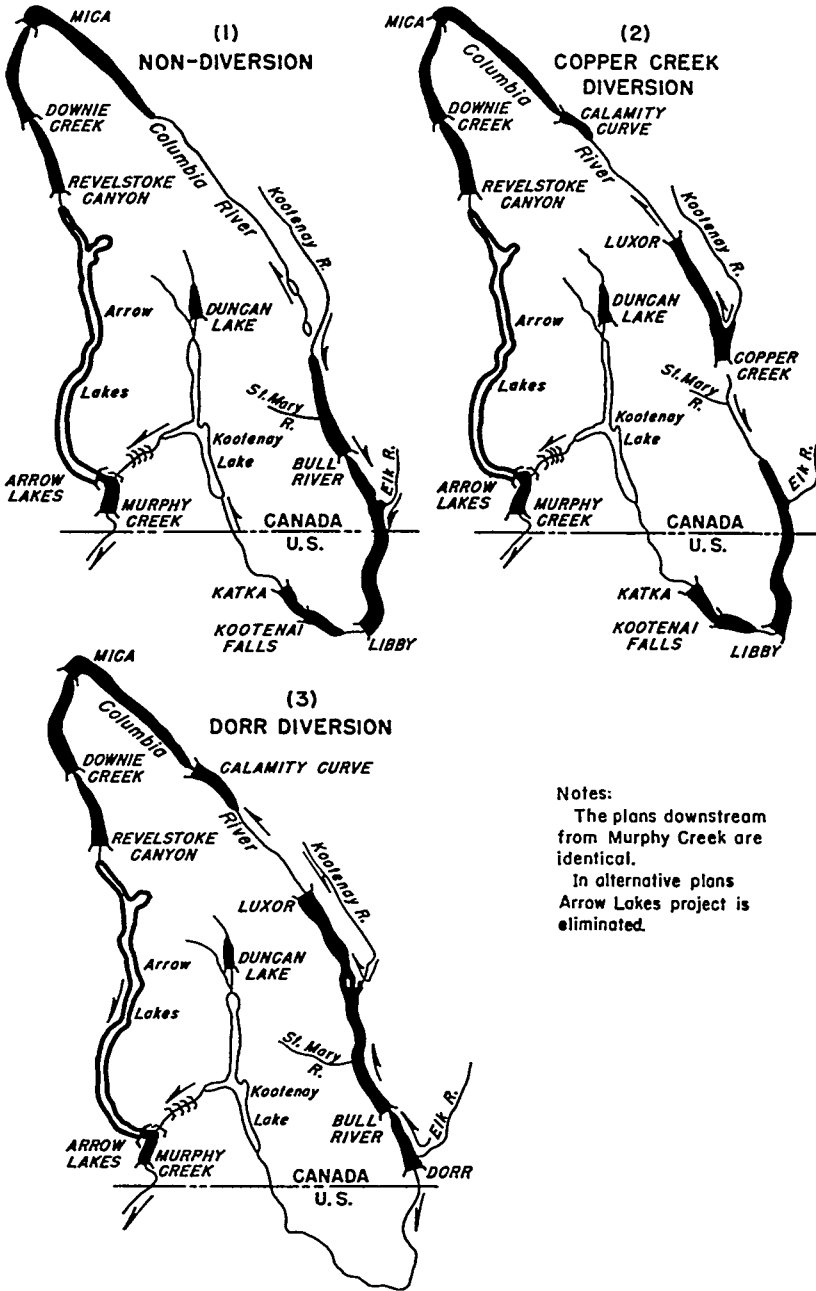 (1)
NON-DIVERSION
MICA
DOWNIE
CREEK
REVELSTOKE
CANYON
Columbia
River
Kootenay R.
Arrow
Lakes
DUNCAN
LAKE
St. Mary
R.
Kootenay
Lake
BULL
RIVER
Elk R.
ARROW
LAKES
MURPHY
CREEK
CANADA
U.S.
KATKA
KOOTENAI
FALLS
LIBBY
(2)
COPPER CREEK
DIVERSION
MICA
Columbia
DOWNIE
CREEK
CALAMITY
CURVE
River
REVELSTOKE
CANYON
Kootenay
R.
LUXOR
Arrow
Lakes
DUNCAN
LAKE
COPPER
CREEK
St. Mary
R.
Kootenay
Lake
Elk R.
ARROW
LAKES
MURPHY
CREEK
CANADA
U.S.
KATKA
KOOTENAI
FALLS
LIBBY
(3)
DORR DIVERSION
MICA
Columbia
DOWNIE
CREEK
CALAMITY CURVE
River
REVELSTOKE
CANYON
Kootenay R.
LUXOR
Arrow
Lakes
DUNCAN
LAKE
St. Mary
R.
Kootenay
Lake
BULL
RIVER
Elk R.
ARROW
LAKES
MURPHY
CREEK
DORR
CANADA
U.S.
Notes:
The plans downstream
from Murphy Creek are
identical.
In alternative plans
Arrow Lakes project is
eliminated.